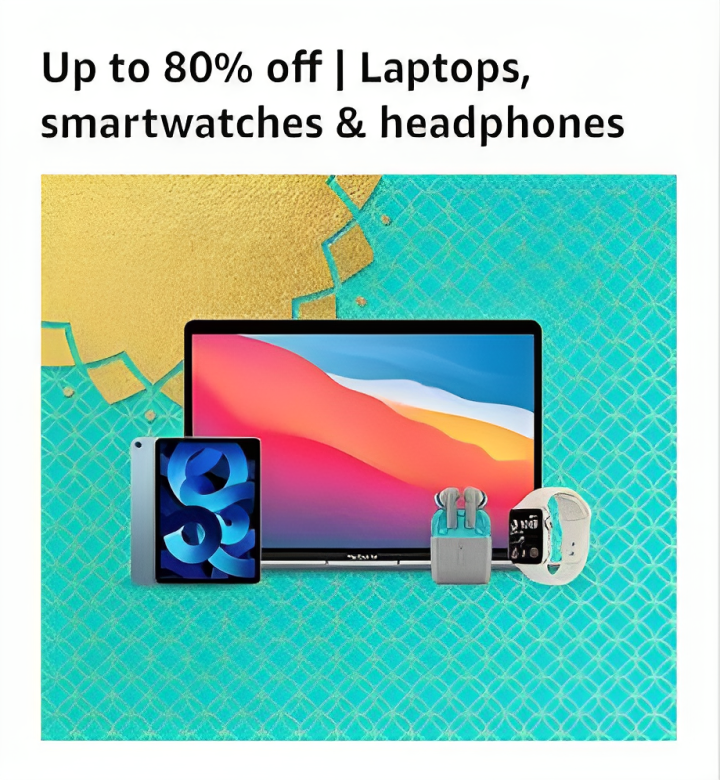 Up to 80% off | Laptops,
smartwatches & headphones